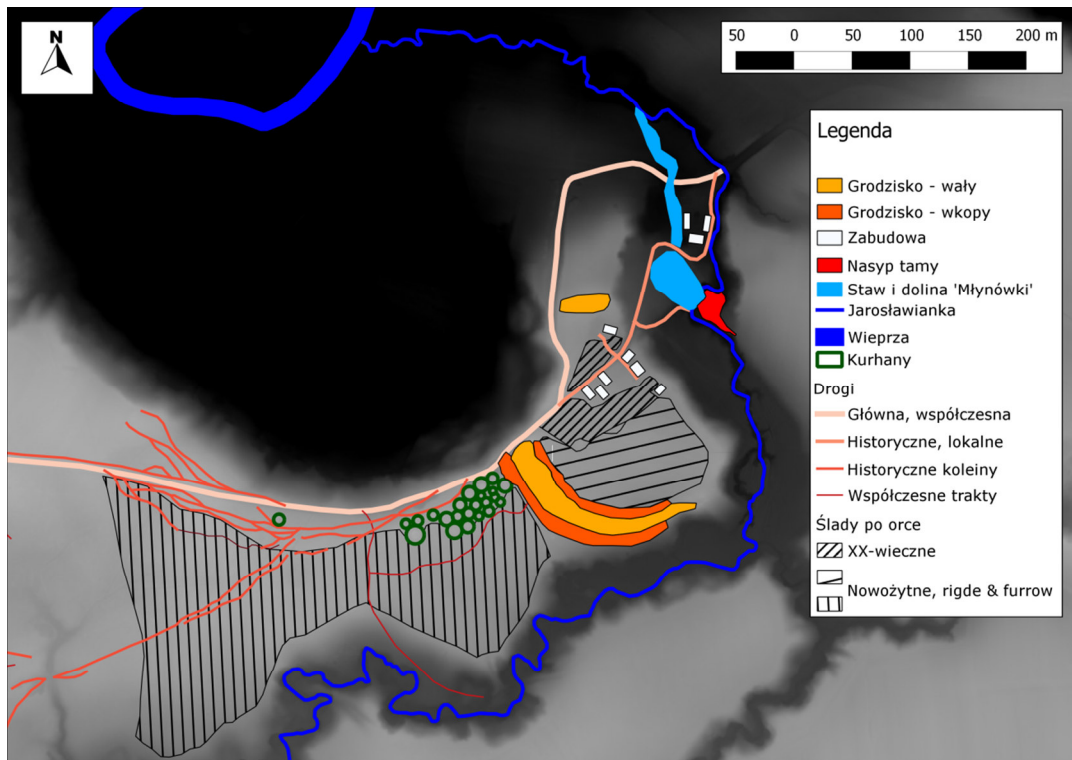 N
50 0 50 100 150 200 m
Legenda
Grodzisko - wały
Grodzisko - wkopy
Zabudowa
Nasyp tamy
Staw i dolina 'Młynówki'
Jarosławianka
Wieprza
Kurhany
Drogi
Główna, współczesna
Historyczne, lokalne
Historyczne koleiny
Współczesne trakty
Ślady po orce
XX-wieczne
Nowożytne, rigde & furrow